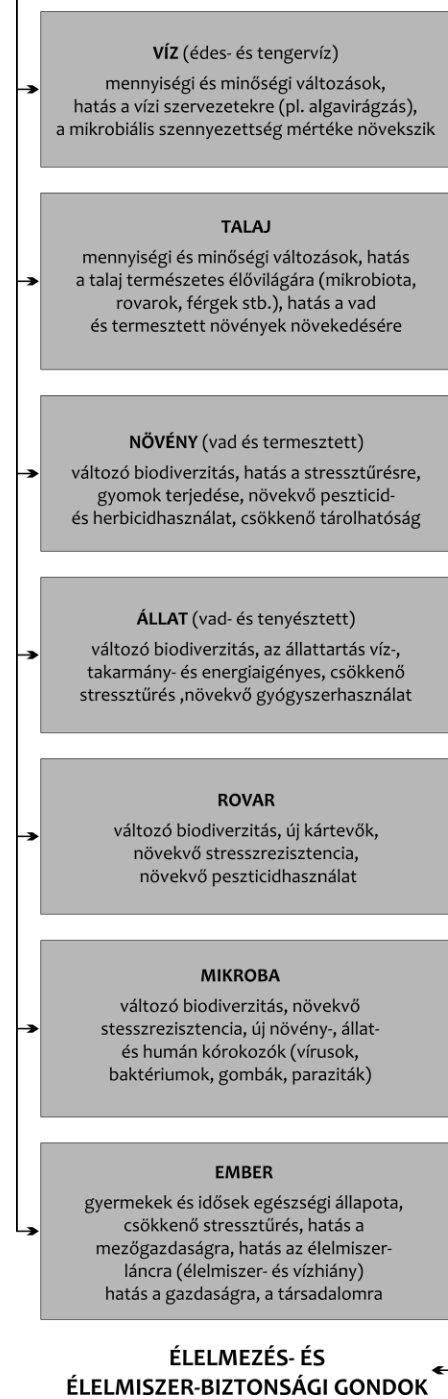 VÍZ (édes- és tengervíz)
mennyiségi és minőségi változások,
hatás a vízi szervezetekre (pl. algavirágzás),
a mikrobiális szennyezettség mértéke növekszik
TALAJ
mennyiségi és minőségi változások, hatás
a talaj természetes élővilágára (mikrobiota,
rovarok, férgek stb.), hatás a vad
és termesztett növények növekedésére
NÖVÉNY (vad és termesztett)
változó biodiverzitás, hatás a stressztűrésre,
gyomok terjedése, növekvő peszticid-
és herbicidhasználat, csökkenő tárolhatóság
ÁLLAT (vad- és tenyésztett)
változó biodiverzitás, az állattartás víz-,
takarmány- és energiaigényes, csökkenő
stressztűrés ,növekvő gyógyszerhasználat
ROVAR
változó biodiverzitás, új kártevők,
növekvő stresszrezisztencia,
növekvő peszticidhasználat
MIKROBA
változó biodiverzitás, növekvő
stesszrezisztencia, új növény-, állat-
és humán kórokozók (vírusok,
baktériumok, gombák, paraziták)
EMBER
gyermekek és idősek egészségi állapota,
csökkenő stressztűrés, hatás a
mezőgazdaságra, hatás az élelmiszer-
láncra (élelmiszer- és vízhiány)
hatás a gazdaságra, a társadalomra
ÉLELMEZÉS- ÉS
ÉLELMISZER-BIZTONSÁGI GONDOK